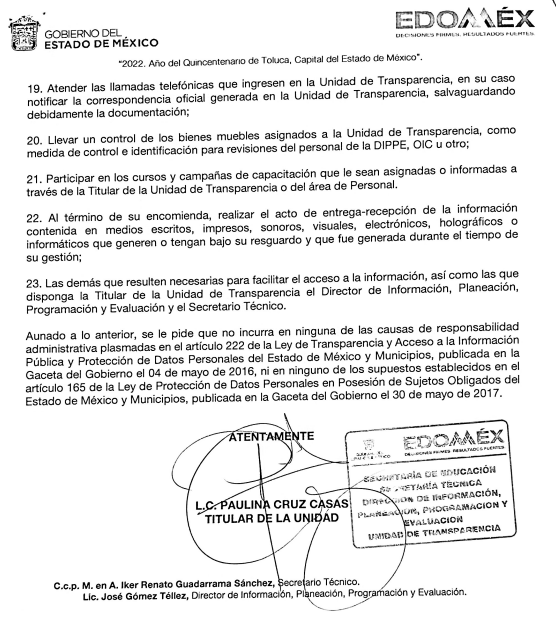 GOBIERNO DEL
ESTADO DE MÉXICO
EDOMÉX
DECISIONES FIRMES, RESULTADOS FUERTES.
"2022. Año del Quincentenario de Toluca, Capital del Estado de México".
19. Atender las llamadas telefónicas que ingresen en la Unidad de Transparencia, en su caso
notificar la correspondencia oficial generada en la Unidad de Transparencia, salvaguardando
debidamente la documentación;
20. Llevar un control de los bienes muebles asignados a la Unidad de Transparencia, como
medida de control e identificación para revisiones del personal de la DIPPE, OIC u otro;
21. Participar en los cursos y campañas de capacitación que le sean asignadas o informadas a
través de la Titular de la Unidad de Transparencia o del área de Personal.
22. Al término de su encomienda, realizar el acto de entrega-recepción de la información
contenida en medios escritos, impresos, sonoros, visuales, electrónicos, holográficos o
informáticos que generen o tengan bajo su resguardo y que fue generada durante el tiempo de
su gestión;
23. Las demás que resulten necesarias para facilitar el acceso a la información, así como las que
disponga la Titular de la Unidad de Transparencia el Director de Información, Planeación,
Programación y Evaluación y el Secretario Técnico.
Aunado a lo anterior, se le pide que no incurra en ninguna de las causas de responsabilidad
administrativa plasmadas en el artículo 222 de la Ley de Transparencia y Acceso a la Información
Pública y Protección de Datos Personales del Estado de México y Municipios, publicada en la
Gaceta del Gobierno el 04 de mayo de 2016, ni en ninguno de los supuestos establecidos en el
artículo 165 de la Ley de Protección de Datos Personales en Posesión de Sujetos Obligados del
Estado de México y Municipios, publicada en la Gaceta del Gobierno el 30 de mayo de 2017.
ATENTAMENTE
L.C. PAULINA CRUZ CASAS
TITULAR DE LA UNIDAD
EDOMÉX
DECISIONES FIRMES, RESULTADOS FUERTES
SECRETARÍA DE EDUCACIÓN
SECRETARÍA TÉCNICA
DIRECCIÓN DE INFORMACIÓN,
PLANEACIÓN, PROGRAMACION Y
EVALUACION
UNIDAD DE TRANSPARENCIA
C.c.p. M. en A. Iker Renato Guadarrama Sánchez, Secretario Técnico.
Lic. José Gómez Téllez, Director de Información, Planeación, Programación y Evaluación.